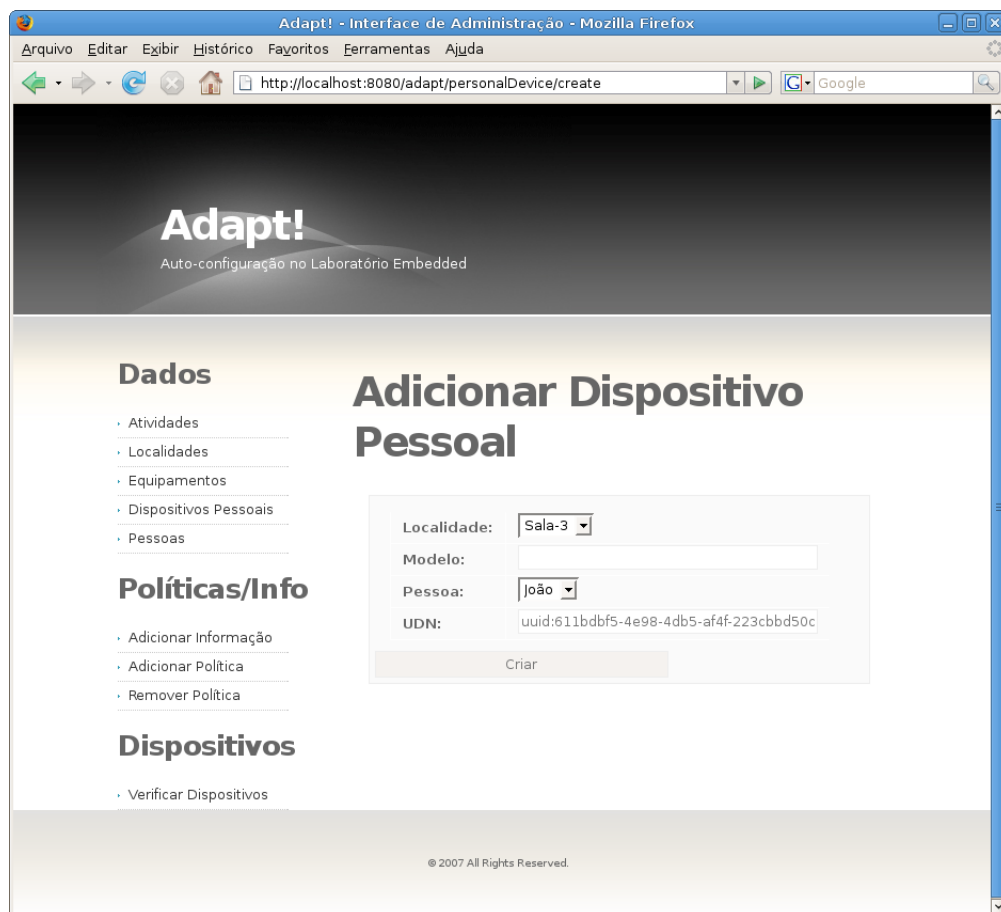 Adapt! - Interface de Administração - Mozilla Firefox
Arquivo Editar Exibir Histórico Favoritos Ferramentas Ajuda
http://localhost:8080/adapt/personalDevice/create
G
Google
Adapt!
Auto-configuração no Laboratório Embedded
Dados
Atividades
Localidades
Equipamentos
Dispositivos Pessoais
Pessoas
Políticas/Info
Adicionar Informação
Adicionar Política
Remover Política
Dispositivos
Verificar Dispositivos
Adicionar Dispositivo
Pessoal
Localidade: Sala-3
Modelo:
Pessoa: João
UDN: uuid:611bdbf5-4e98-4db5-af4f-223cbbd50c
Criar
© 2007 All Rights Reserved.